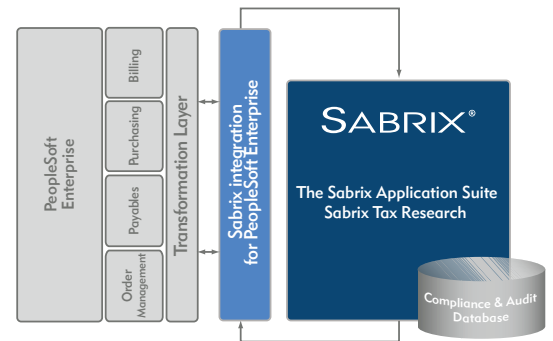 PeopleSoft
Enterprise
Billing
Purchasing
Payables
Order
Management
Transformation Layer
Sabrix integration
for PeopleSoft Enterprise
SABRIX®
The Sabrix Application Suite
Sabrix Tax Research
Compliance & Audit
Database